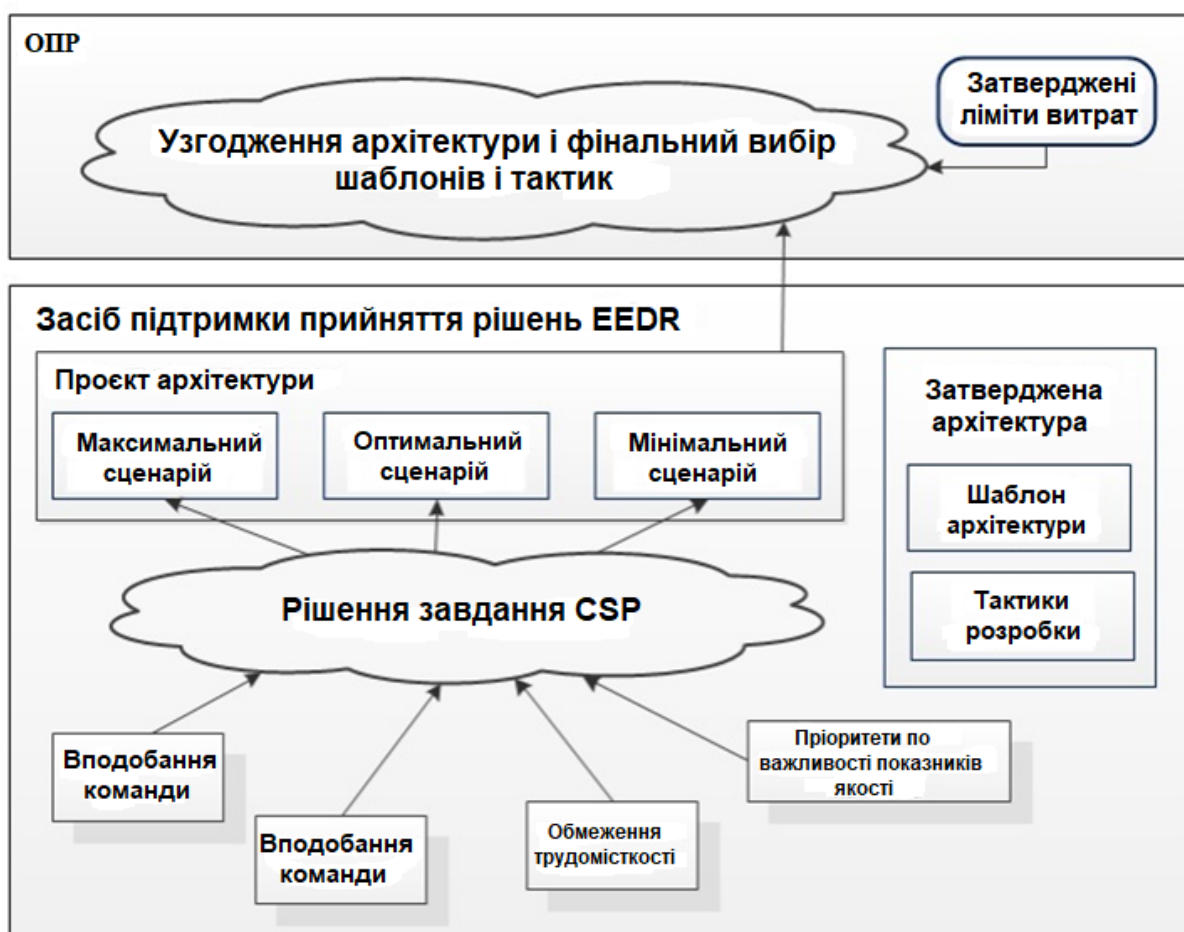 ОПР
Затверджені
ліміти витрат
Узгодження архітектури і фінальний вибір
шаблонів і тактик
Засіб підтримки прийняття рішень EEDR
Проєкт архітектури
Максимальний
сценарій
Оптимальний
сценарій
Мінімальний
сценарій
Затверджена
архітектура
Шаблон
архітектури
Тактики
розробки
Рішення завдання CSP
Вподобання
команди
Вподобання
команди
Обмеження
трудомісткості
Пріоритети по
важливості показників
якості